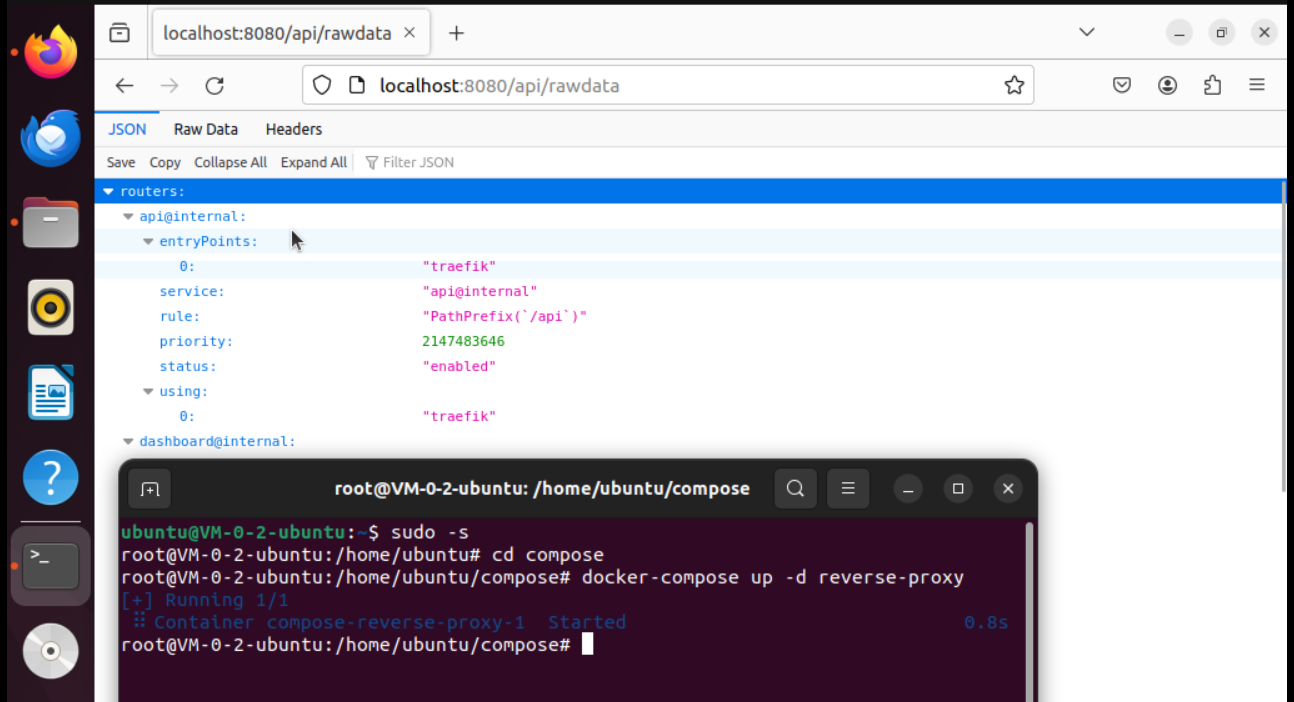 localhost:8080/api/rawdata
localhost:8080/api/rawdata
JSON Raw Data Headers
Save Copy Collapse All Expand All Filter JSON
routers:
api@internal:
entryPoints:
0: "traefik"
service: "api@internal"
rule: "PathPrefix(`/api`)"
priority: 2147483646
status: "enabled"
using:
0: "traefik"
dashboard@internal:
root@VM-0-2-ubuntu: /home/ubuntu/compose
ubuntu@VM-0-2-ubuntu:~$ sudo -s
root@VM-0-2-ubuntu:/home/ubuntu# cd compose
root@VM-0-2-ubuntu:/home/ubuntu/compose# docker-compose up -d reverse-proxy
[+] Running 1/1
⠿ Container compose-reverse-proxy-1 Started 0.8s
root@VM-0-2-ubuntu:/home/ubuntu/compose#